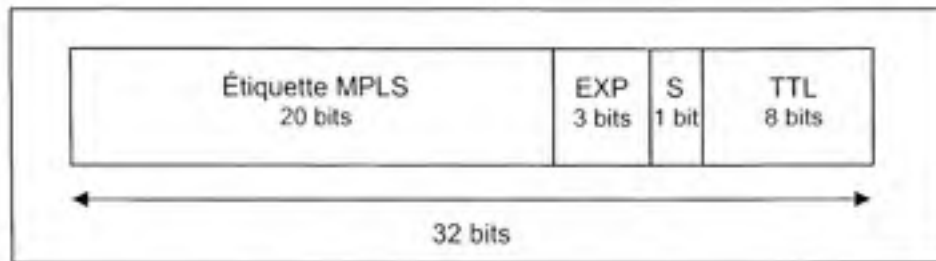 Étiquette MPLS EXP S TTL
20 bits 3 bits 1 bit 8 bits
32 bits